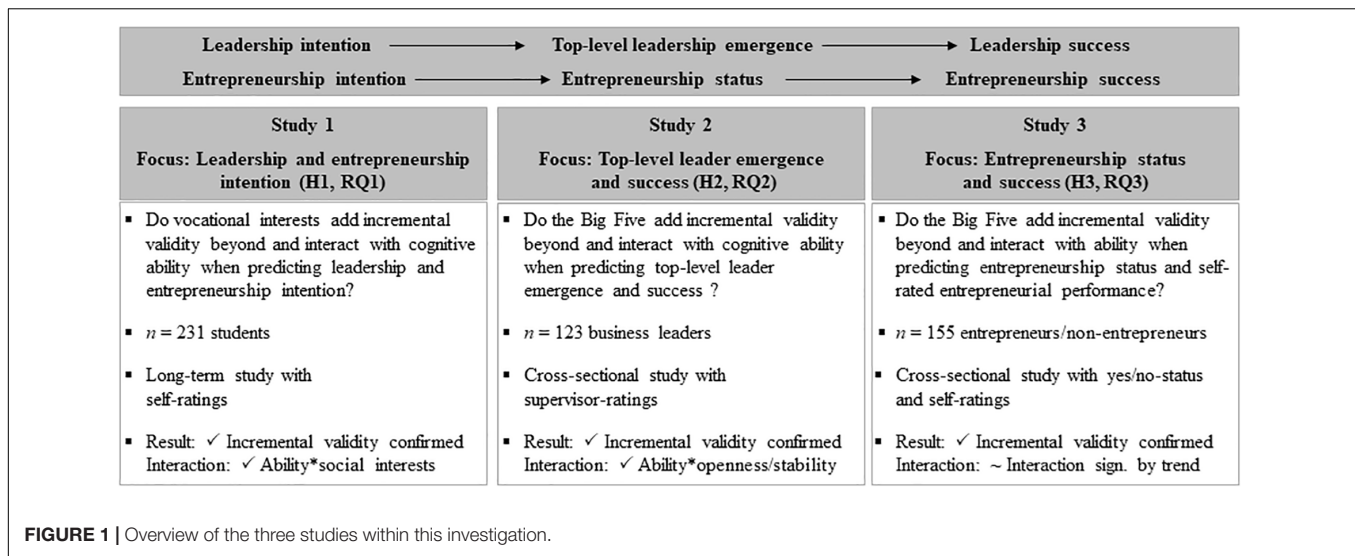 Leadership intention → Top-level leadership emergence → Leadership success
Entrepreneurship intention → Entrepreneurship status → Entrepreneurship success
Study 1
Focus: Leadership and entrepreneurship
intention (H1, RQ1)
▪ Do vocational interests add incremental
validity beyond and interact with cognitive
ability when predicting leadership and
entrepreneurship intention?
▪ n = 231 students
▪ Long-term study with
self-ratings
▪ Result: ✓ Incremental validity confirmed
Interaction: ✓ Ability*social interests
Study 2
Focus: Top-level leader emergence
and success (H2, RQ2)
▪ Do the Big Five add incremental validity
beyond and interact with cognitive ability
when predicting top-level leader
emergence and success ?
▪ n = 123 business leaders
▪ Cross-sectional study with
supervisor-ratings
▪ Result: ✓ Incremental validity confirmed
Interaction: ✓ Ability*openness/stability
Study 3
Focus: Entrepreneurship status
and success (H3, RQ3)
▪ Do the Big Five add incremental validity
beyond and interact with ability when
predicting entrepreneurship status and self-
rated entrepreneurial performance?
▪ n = 155 entrepreneurs/non-entrepreneurs
▪ Cross-sectional study with yes/no-status
and self-ratings
▪ Result: ✓ Incremental validity confirmed
Interaction: ~ Interaction sign. by trend
FIGURE 1 | Overview of the three studies within this investigation.